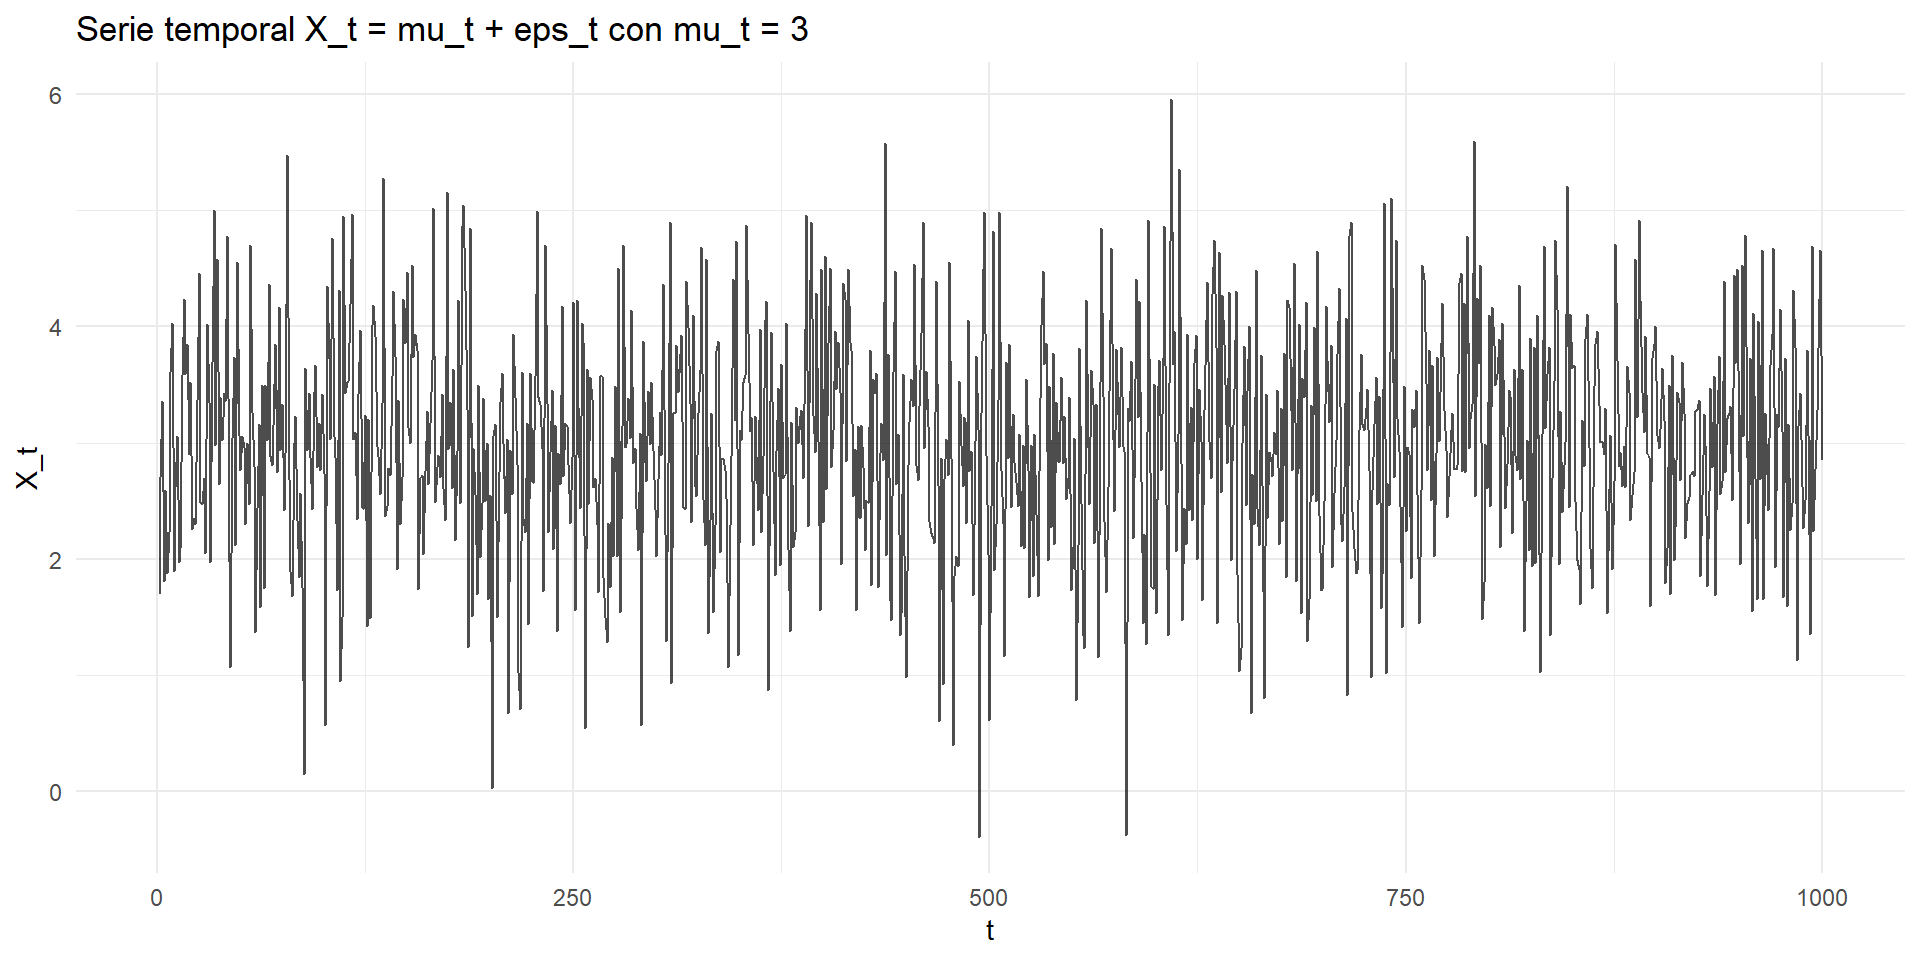 Serie temporal X_t = mu_t + eps_t con mu_t = 3
6
4
2
0
X_t
0 250 500 750 1000
t